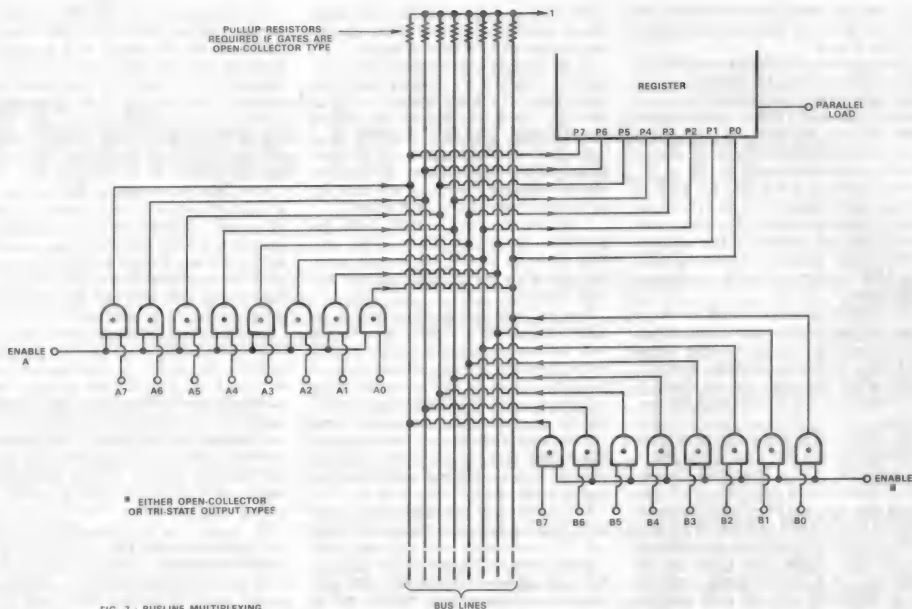 PULLUP RESISTORS
REQUIRED IF GATES ARE
OPEN-COLLECTOR TYPE
1
REGISTER
PARALLEL
LOAD
P7 P6 P5 P4 P3 P2 P1 P0
ENABLE
A
A7 A6 A5 A4 A3 A2 A1 A0
ENABLE
B7 B6 B5 B4 B3 B2 B1 B0
* EITHER OPEN-COLLECTOR
OR TRI-STATE OUTPUT TYPES
BUS LINES
BUSLINE MULTIPLEXING